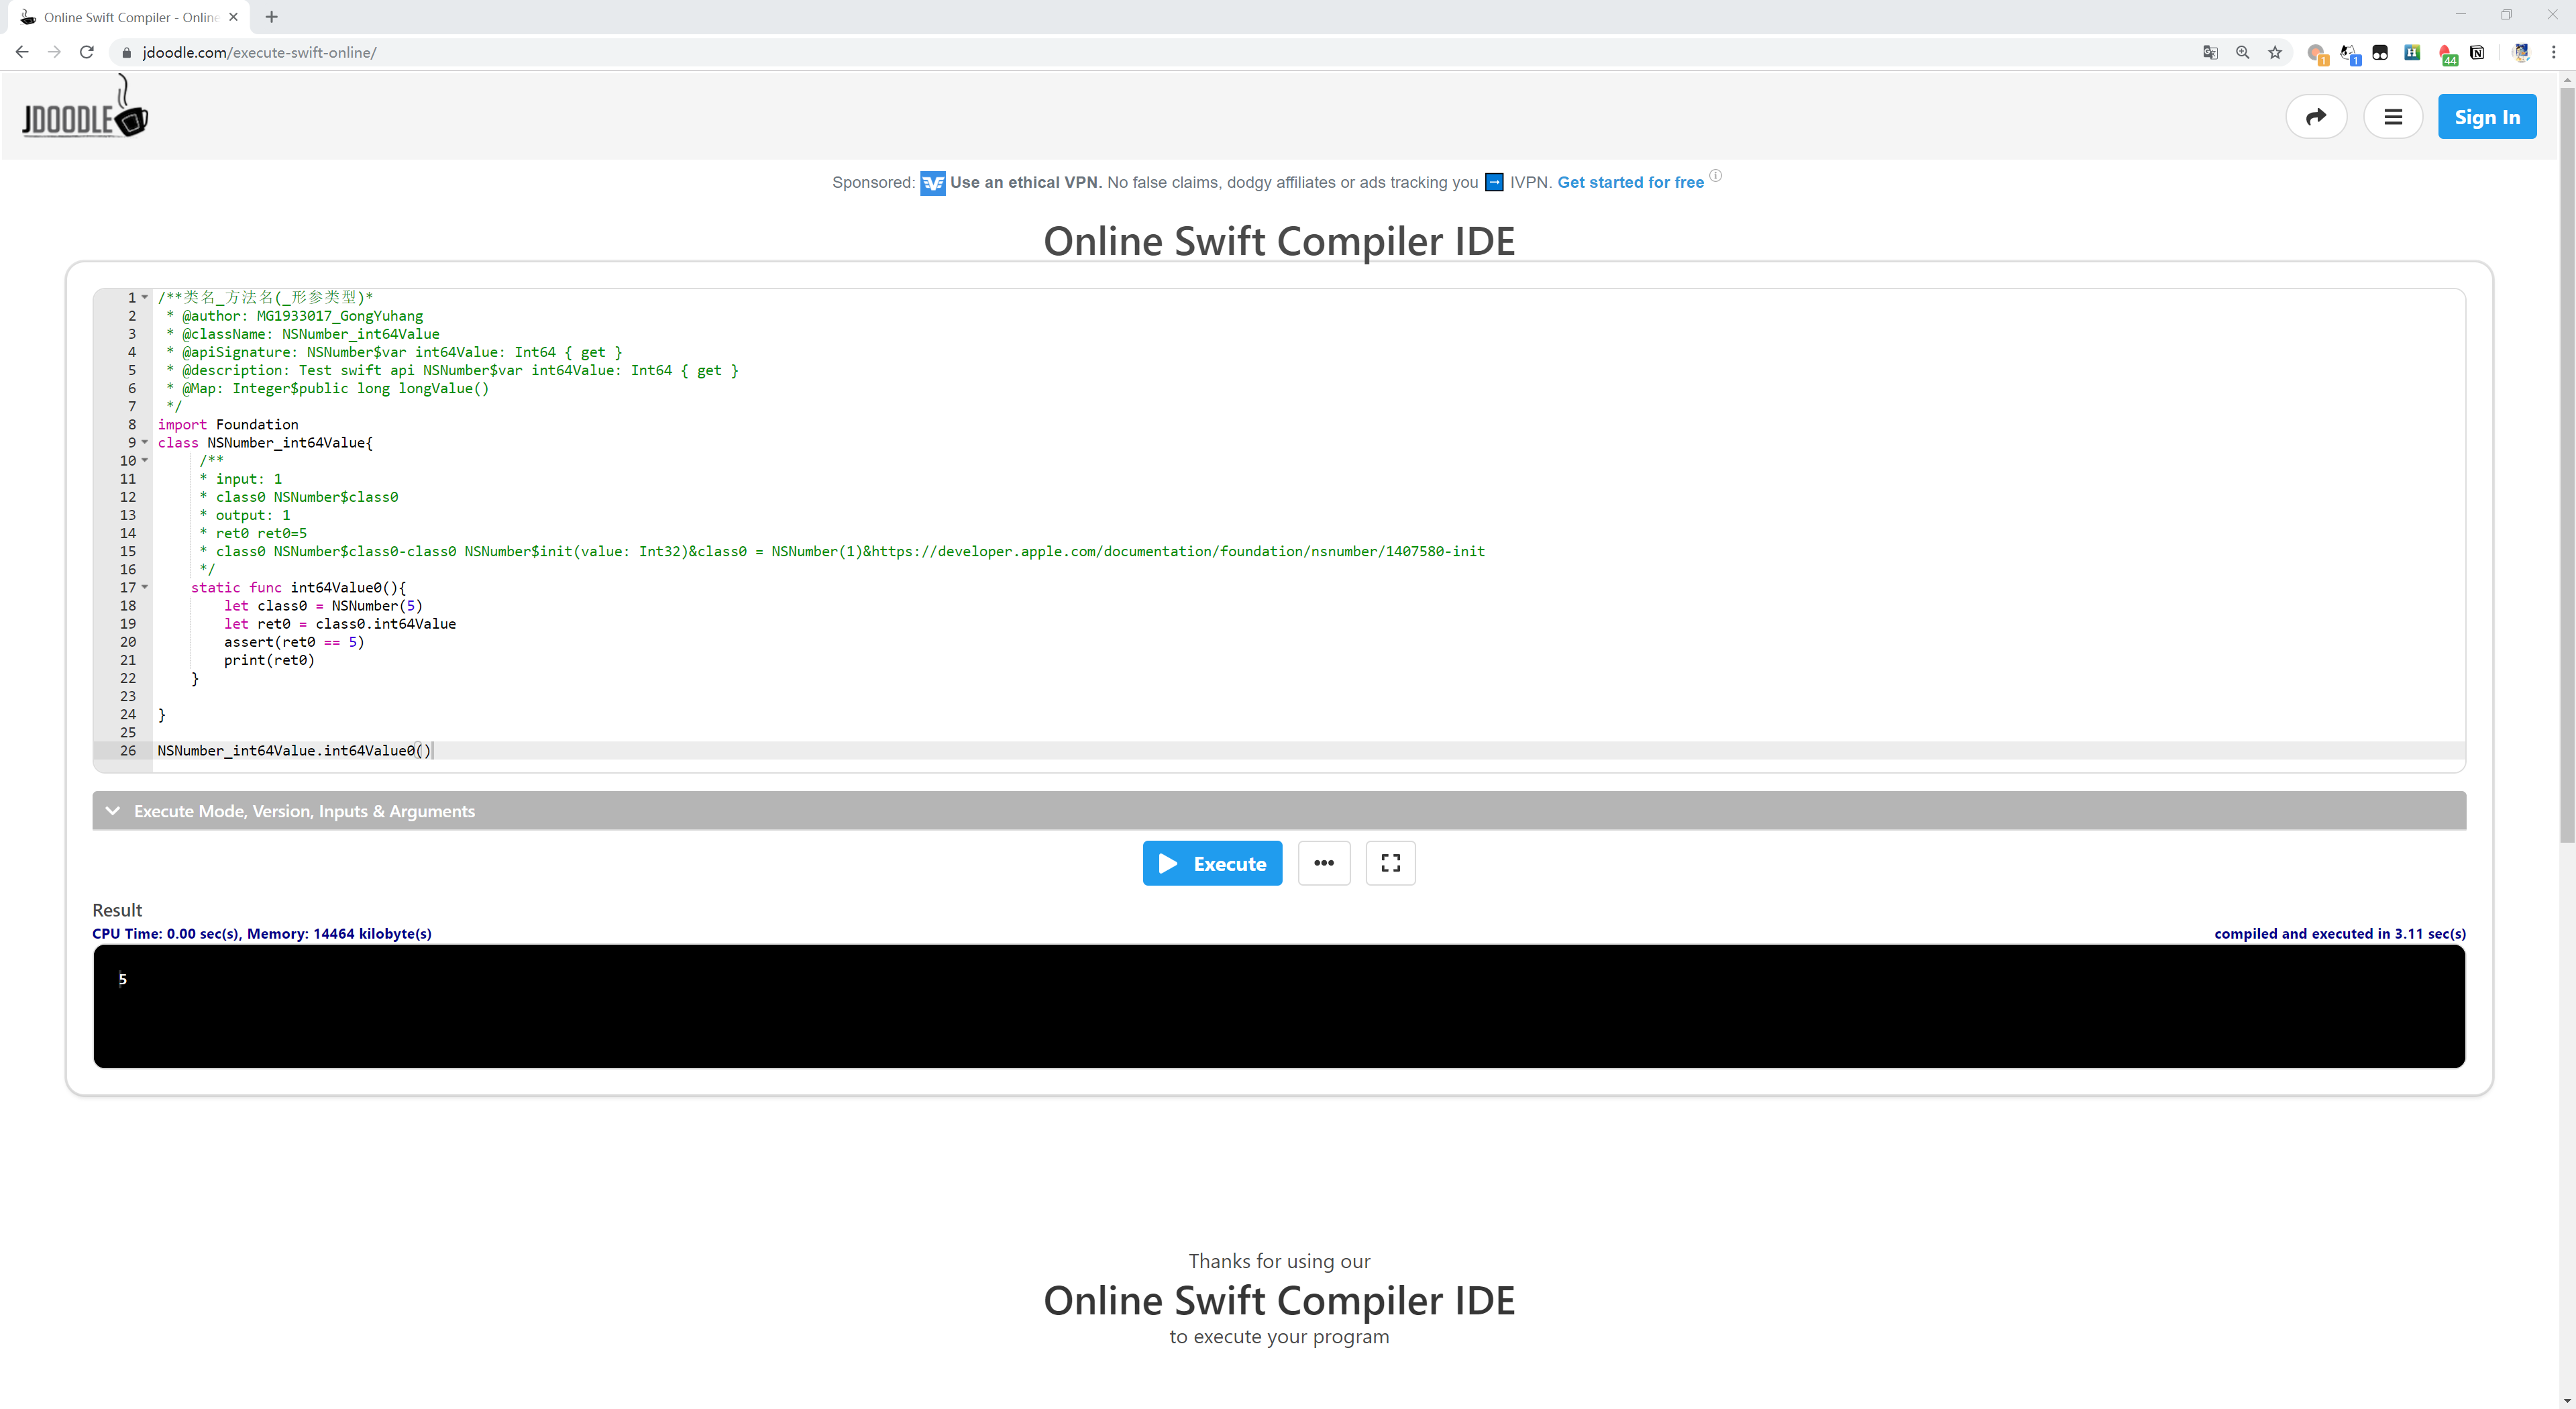 Online Swift Compiler - Online
jdoodle.com/execute-swift-online/
1
1
44
JDOODLE
Sign In
Sponsored: Use an ethical VPN. No false claims, dodgy affiliates or ads tracking you → IVPN. Get started for free
Online Swift Compiler IDE
1 /**类名_方法名(_形参类型)*
2  * @author: MG1933017_GongYuhang
3  * @className: NSNumber_int64Value
4  * @apiSignature: NSNumber$var int64Value: Int64 { get }
5  * @description: Test swift api NSNumber$var int64Value: Int64 { get }
6  * @Map: Integer$public long longValue()
7  */
8 import Foundation
9 class NSNumber_int64Value{
10      /**
11      * input: 1
12      * class0 NSNumber$class0
13      * output: 1
14      * ret0 ret0=5
15      * class0 NSNumber$class0-class0 NSNumber$init(value: Int32)&class0 = NSNumber(1)&https://developer.apple.com/documentation/foundation/nsnumber/1407580-init
16      */
17     static func int64Value0(){
18         let class0 = NSNumber(5)
19         let ret0 = class0.int64Value
20         assert(ret0 == 5)
21         print(ret0)
22     }
23
24 }
25
26 NSNumber_int64Value.int64Value0()
Execute Mode, Version, Inputs & Arguments
Execute
Result
CPU Time: 0.00 sec(s), Memory: 14464 kilobyte(s)
compiled and executed in 3.11 sec(s)
5
Thanks for using our
Online Swift Compiler IDE
to execute your program